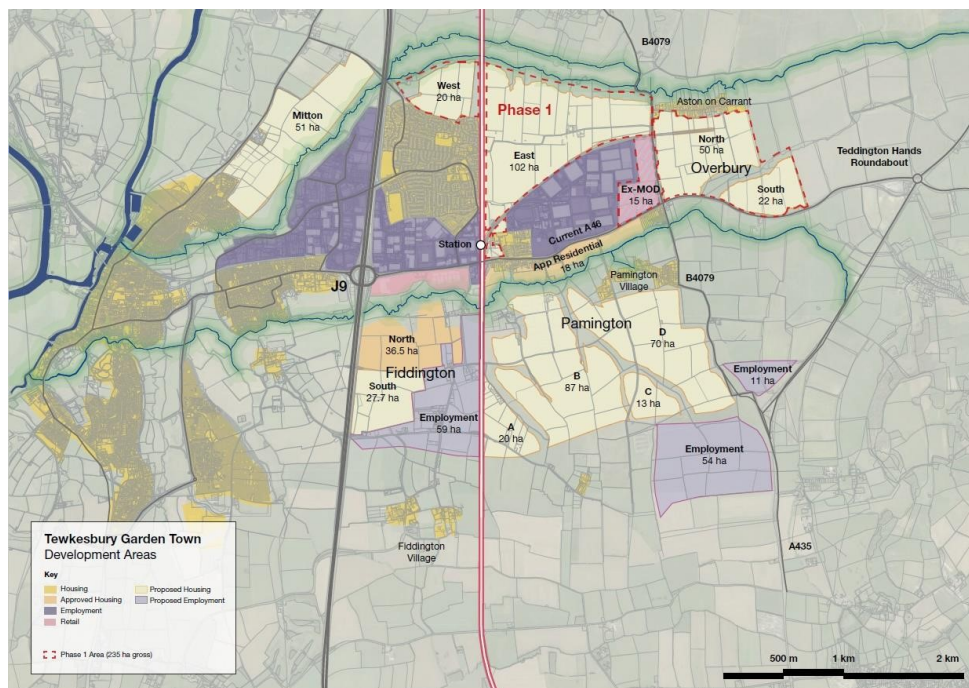 B4079
West
20 ha
Phase 1
Aston on Carrant
Mitton
51 ha
North
50 ha
Overbury
Teddington Hands
Roundabout
East
102 ha
Ex-MOD
15 ha
South
22 ha
Current A46
Station
App Residential
18 ha
J9
Pamington
Village
B4079
Pamington
North
36.5 ha
D
70 ha
Fiddington
South
27.7 ha
B
87 ha
Employment
11 ha
C
13 ha
Employment
59 ha
A
20 ha
Employment
54 ha
Fiddington
Village
A435
Tewkesbury Garden Town
Development Areas
Key
Housing
Approved Housing
Employment
Retail
Proposed Housing
Proposed Employment
Phase 1 Area (235 ha gross)
500 m 1 km 2 km